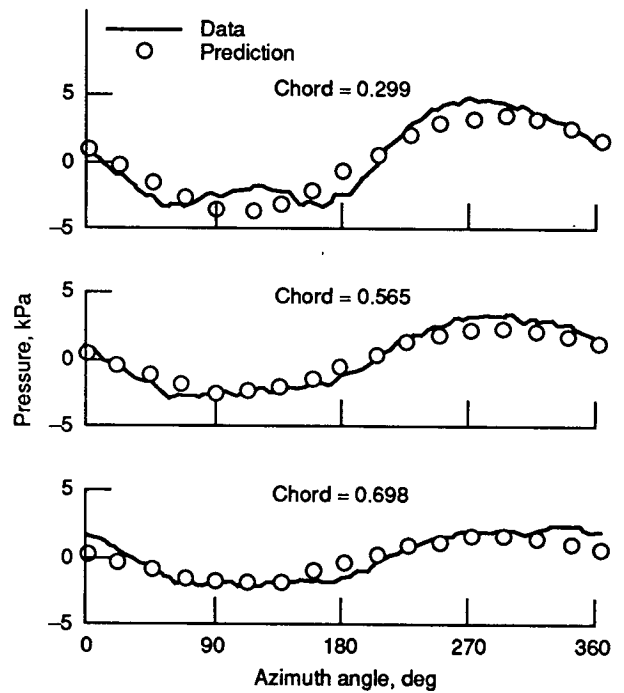 Data
Prediction
Chord = 0.299
5
0
−5
Chord = 0.565
5
0
−5
Chord = 0.698
5
0
−5
Pressure, kPa
0 90 180 270 360
Azimuth angle, deg